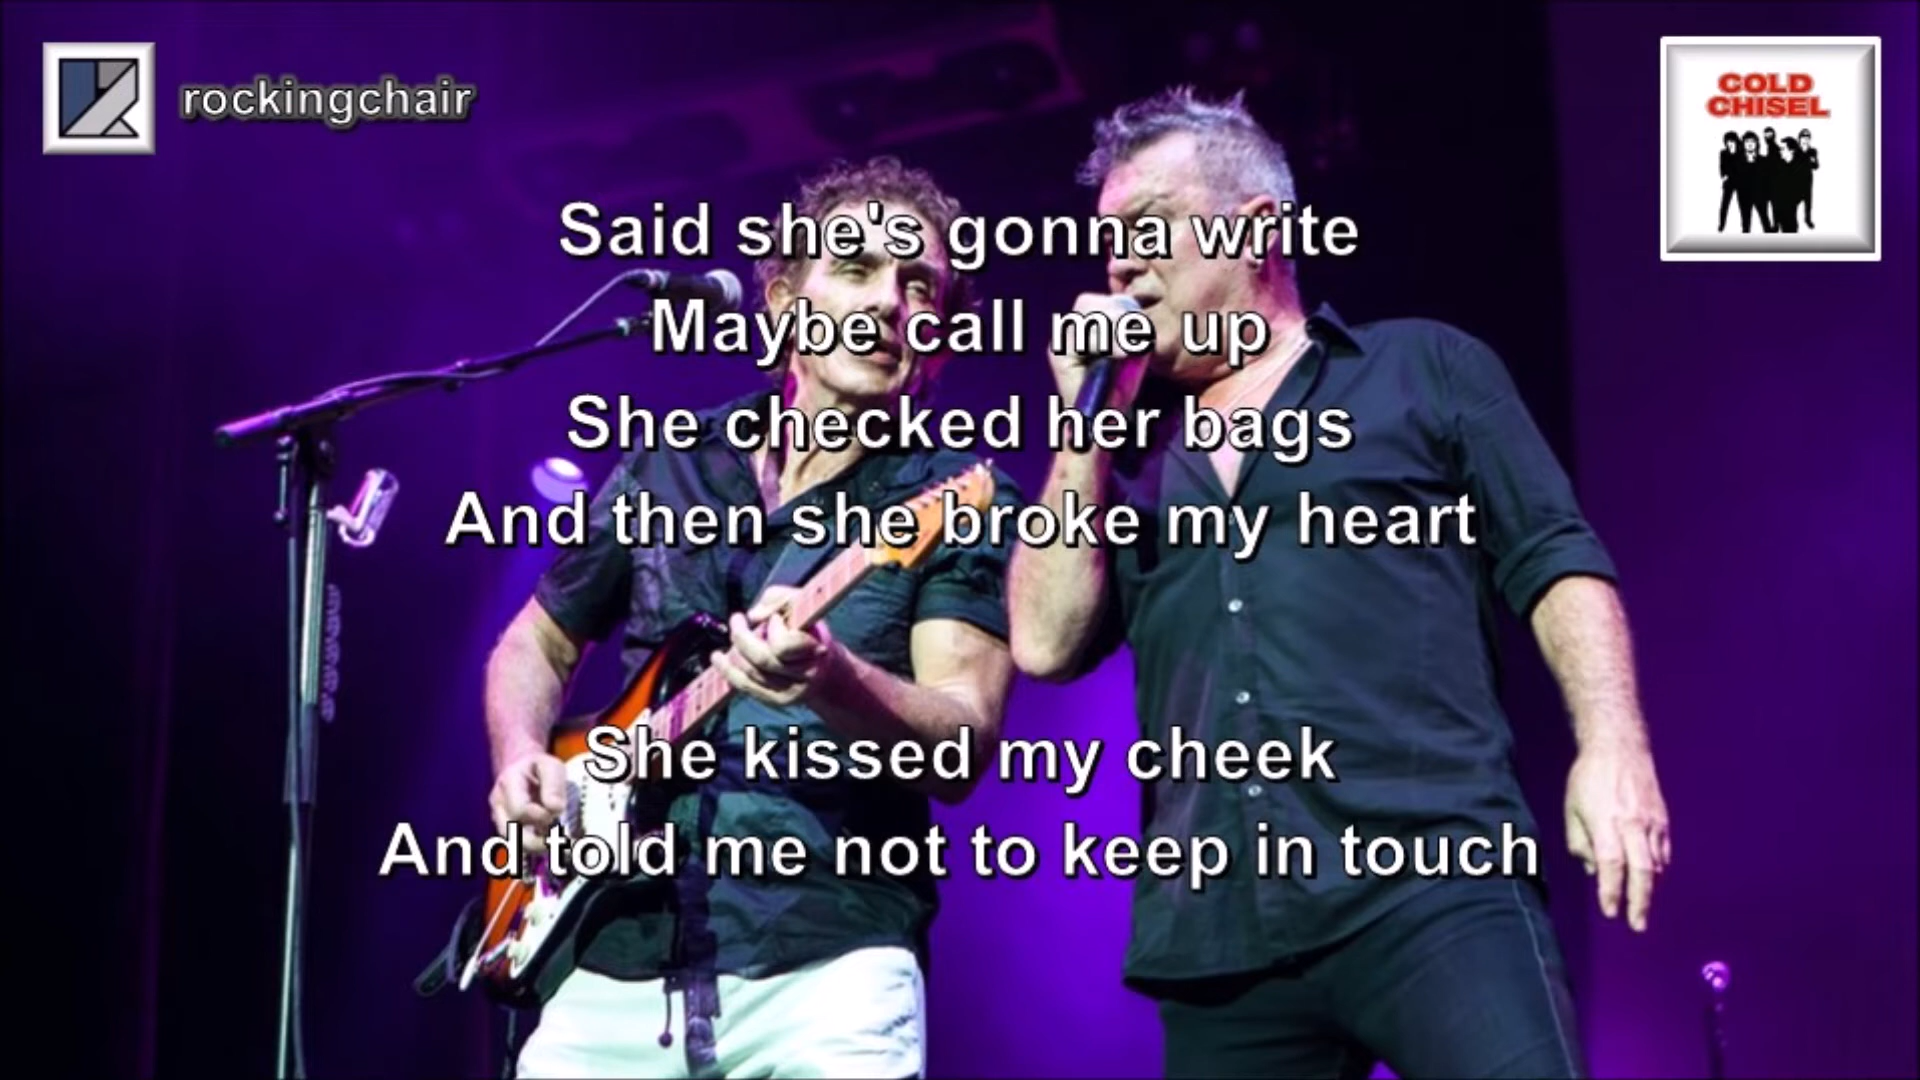 rockingchair
COLD
CHISEL
Said she's gonna write
Maybe call me up
She checked her bags
And then she broke my heart
She kissed my cheek
And told me not to keep in touch